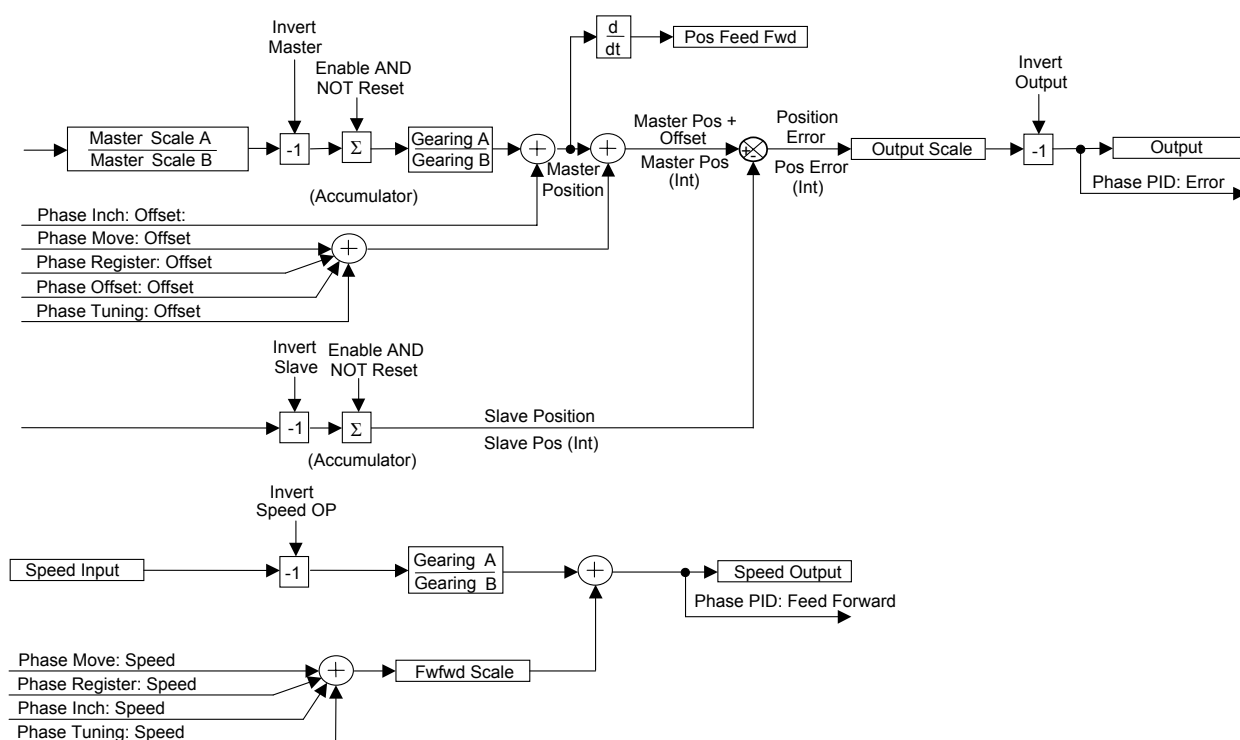 Invert
Master
Enable AND
NOT Reset
d
dt
Pos Feed Fwd
Invert
Output
Master Scale A
Master Scale B
-1
Σ
Gearing A
Gearing B
+
Master
Position
+
Master Pos +
Offset
Master Pos
(Int)
+
-
Position
Error
Pos Error
(Int)
Output Scale
-1
Output
Phase PID: Error
(Accumulator)
Phase Inch: Offset:
Phase Move: Offset
Phase Register: Offset
Phase Offset: Offset
Phase Tuning: Offset
+
Invert
Slave
Enable AND
NOT Reset
-1
Σ
Slave Position
Slave Pos (Int)
(Accumulator)
Invert
Speed OP
Speed Input
-1
Gearing A
Gearing B
+
Speed Output
Phase PID: Feed Forward
Phase Move: Speed
Phase Register: Speed
Phase Inch: Speed
Phase Tuning: Speed
+
Fwfwd Scale